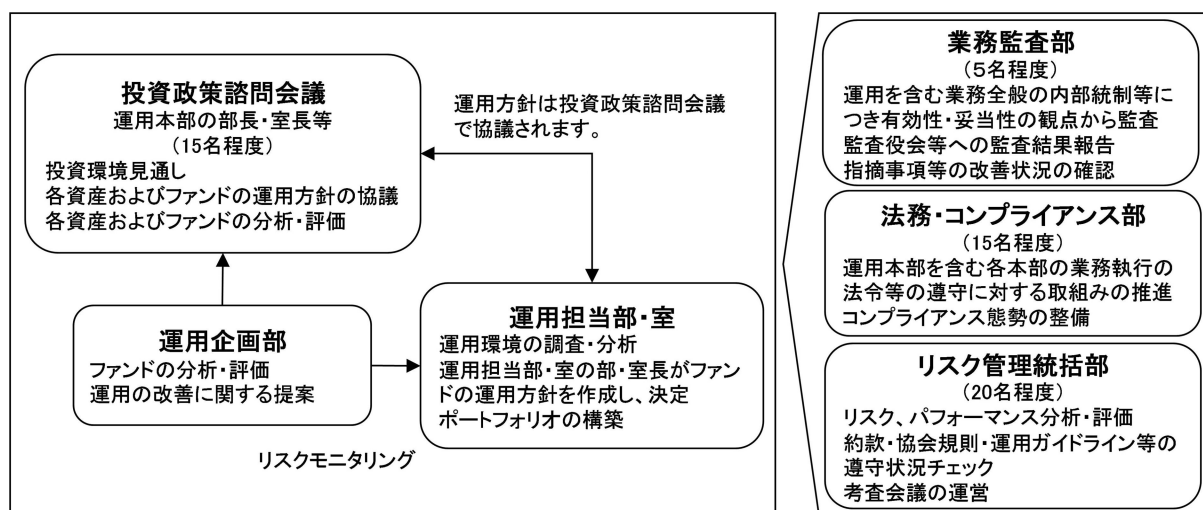 投資政策諮問会議
運用本部の部長・室長等
(15名程度)
投資環境見通し
各資産およびファンドの運用方針の協議
各資産およびファンドの分析・評価
運用方針は投資政策諮問会議
で協議されます。
運用企画部
ファンドの分析・評価
運用の改善に関する提案
運用担当部・室
運用環境の調査・分析
運用担当部・室の部・室長がファン
ドの運用方針を作成し、決定
ポートフォリオの構築
リスクモニタリング
業務監査部
(5名程度)
運用を含む業務全般の内部統制等に
つき有効性・妥当性の観点から監査
監査役会等への監査結果報告
指摘事項等の改善状況の確認
法務・コンプライアンス部
(15名程度)
運用本部を含む各本部の業務執行の
法令等の遵守に対する取組みの推進
コンプライアンス態勢の整備
リスク管理統括部
(20名程度)
リスク、パフォーマンス分析・評価
約款・協会規則・運用ガイドライン等の
遵守状況チェック
考査会議の運営